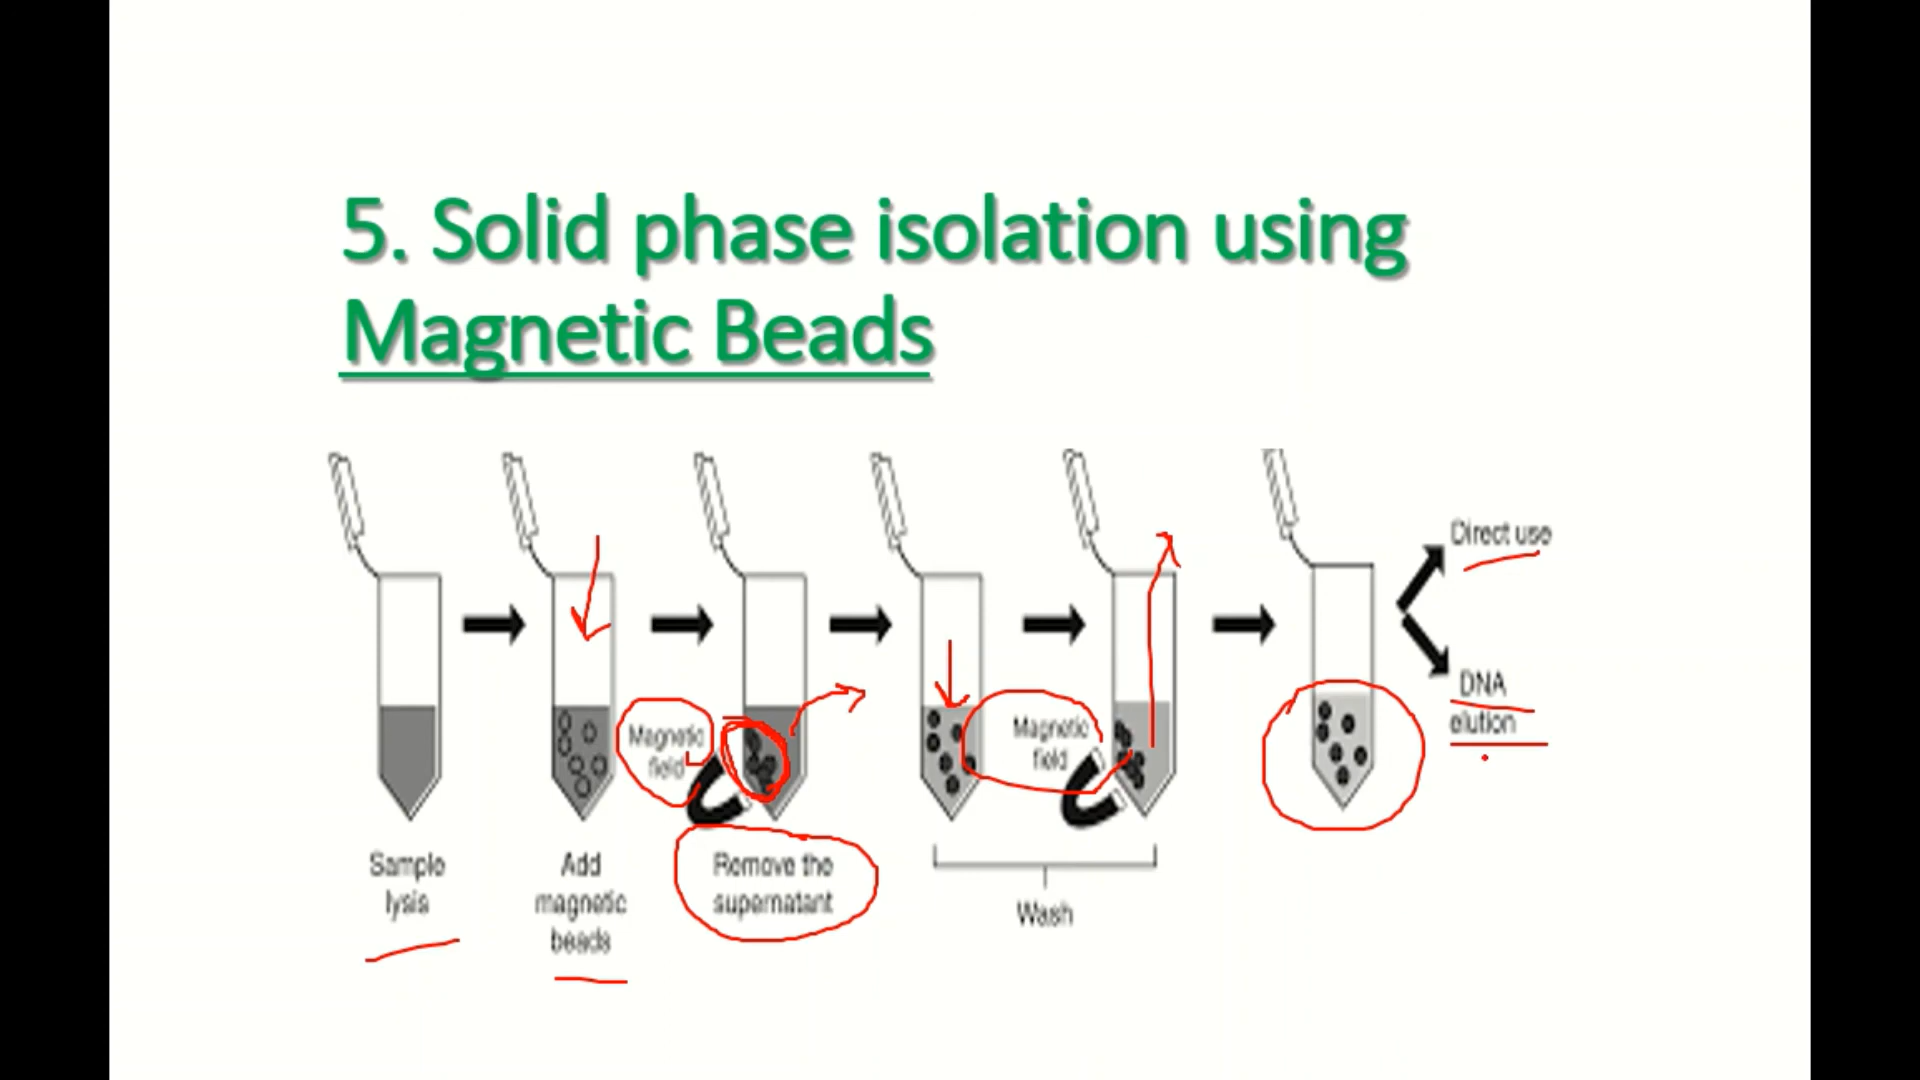 5. Solid phase isolation using
Magnetic Beads
Direct use
DNA
elution
Magnetic
field
Magnetic
field
Sample
lysis
Add
magnetic
beads
Remove the
supernatant
Wash